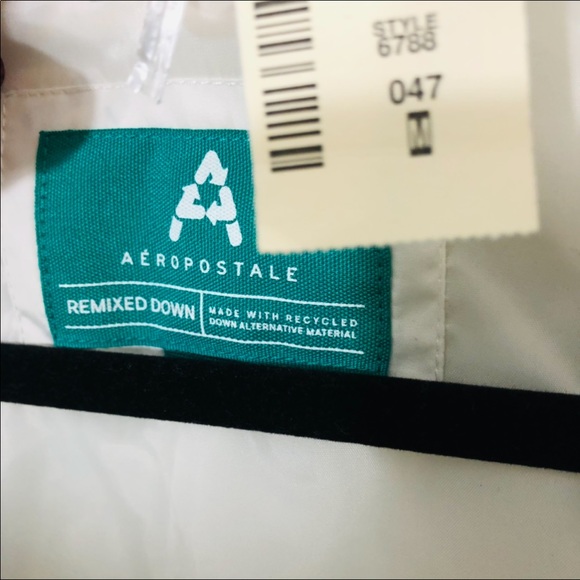 STYLE
6788
047
M
AÉROPOSTALE
REMIXED DOWN
MADE WITH RECYCLED
DOWN ALTERNATIVE MATERIAL